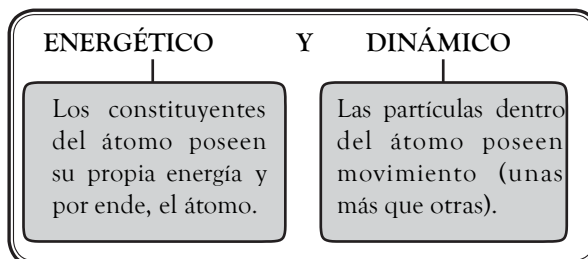 ENERGÉTICO Y DINÁMICO
Los constituyentes
del átomo poseen
su propia energía y
por ende, el átomo.
Las partículas dentro
del átomo poseen
movimiento (unas
más que otras).